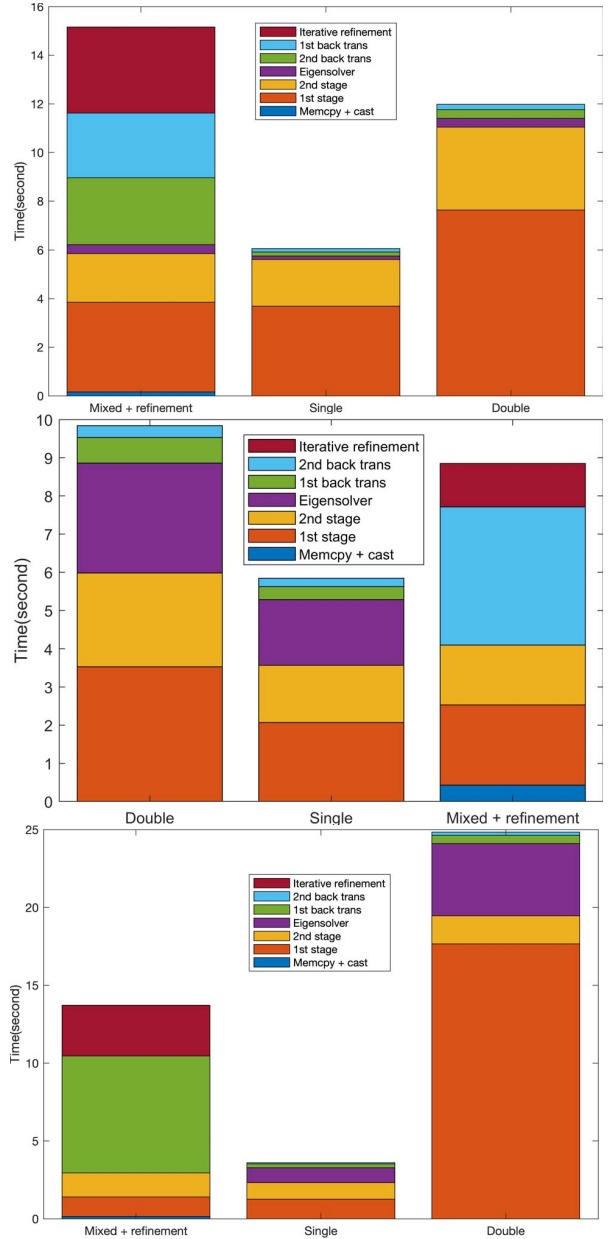 16
14
12
10
8
6
4
2
0
Time(second)
Iterative refinement
1st back trans
2nd back trans
Eigensolver
2nd stage
1st stage
Memcpy + cast
Mixed + refinement Single Double
10
9
8
7
6
5
4
3
2
1
0
Time(second)
Iterative refinement
2nd back trans
1st back trans
Eigensolver
2nd stage
1st stage
Memcpy + cast
Double Single Mixed + refinement
25
20
15
10
5
0
Time(second)
Iterative refinement
2nd back trans
1st back trans
Eigensolver
2nd stage
1st stage
Memcpy + cast
Mixed + refinement Single Double